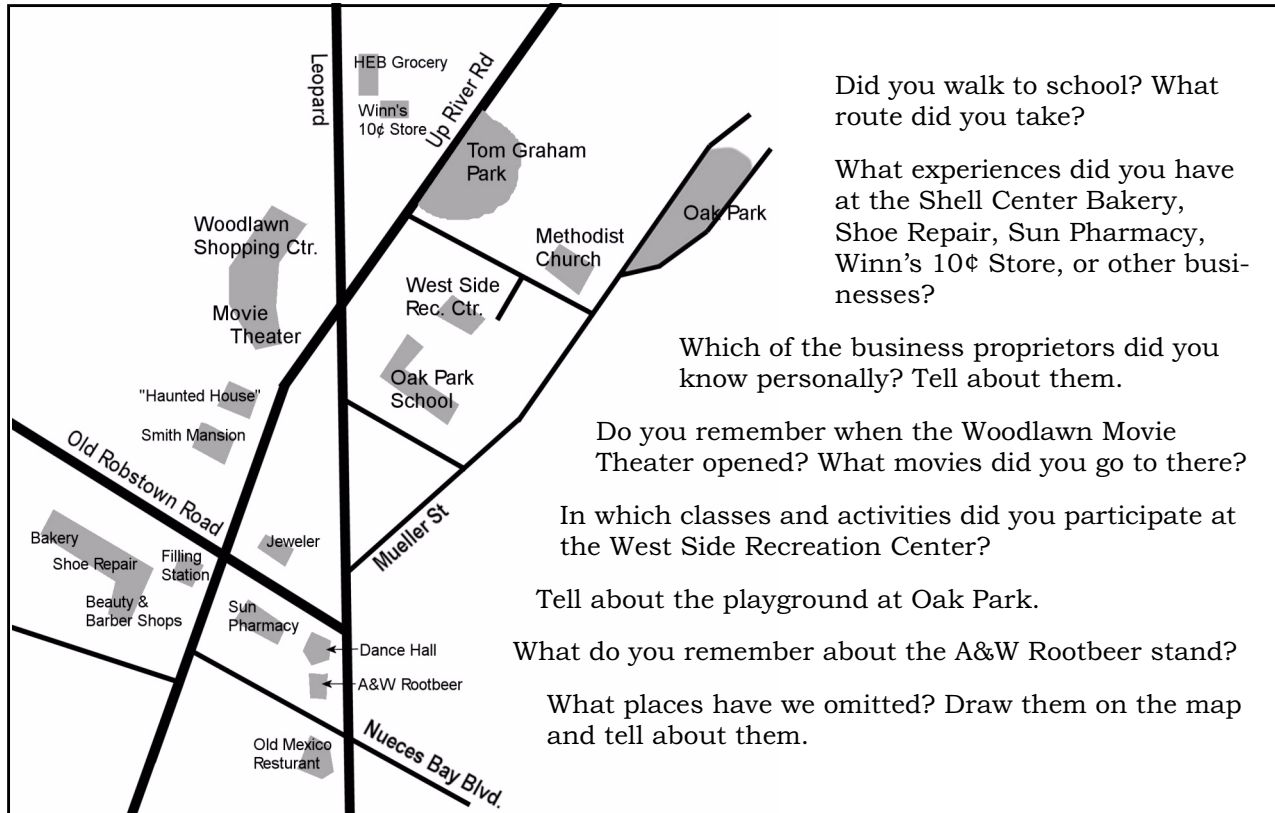 Leopard
HEB Grocery
Winn's
10¢ Store
Up River Rd
Tom Graham
Park
Oak Park
Woodlawn
Shopping Ctr.
Methodist
Church
West Side
Rec. Ctr.
Movie
Theater
Oak Park
School
"Haunted House"
Smith Mansion
Old Robstown Road
Mueller St
Bakery
Shoe Repair
Filling
Station
Jeweler
Beauty &
Barber Shops
Sun
Pharmacy
Dance Hall
A&W Rootbeer
Old Mexico
Resturant
Nueces Bay Blvd.
Did you walk to school? What
route did you take?
What experiences did you have
at the Shell Center Bakery,
Shoe Repair, Sun Pharmacy,
Winn's 10¢ Store, or other busi-
nesses?
Which of the business proprietors did you
know personally? Tell about them.
Do you remember when the Woodlawn Movie
Theater opened? What movies did you go to there?
In which classes and activities did you participate at
the West Side Recreation Center?
Tell about the playground at Oak Park.
What do you remember about the A&W Rootbeer stand?
What places have we omitted? Draw them on the map
and tell about them.